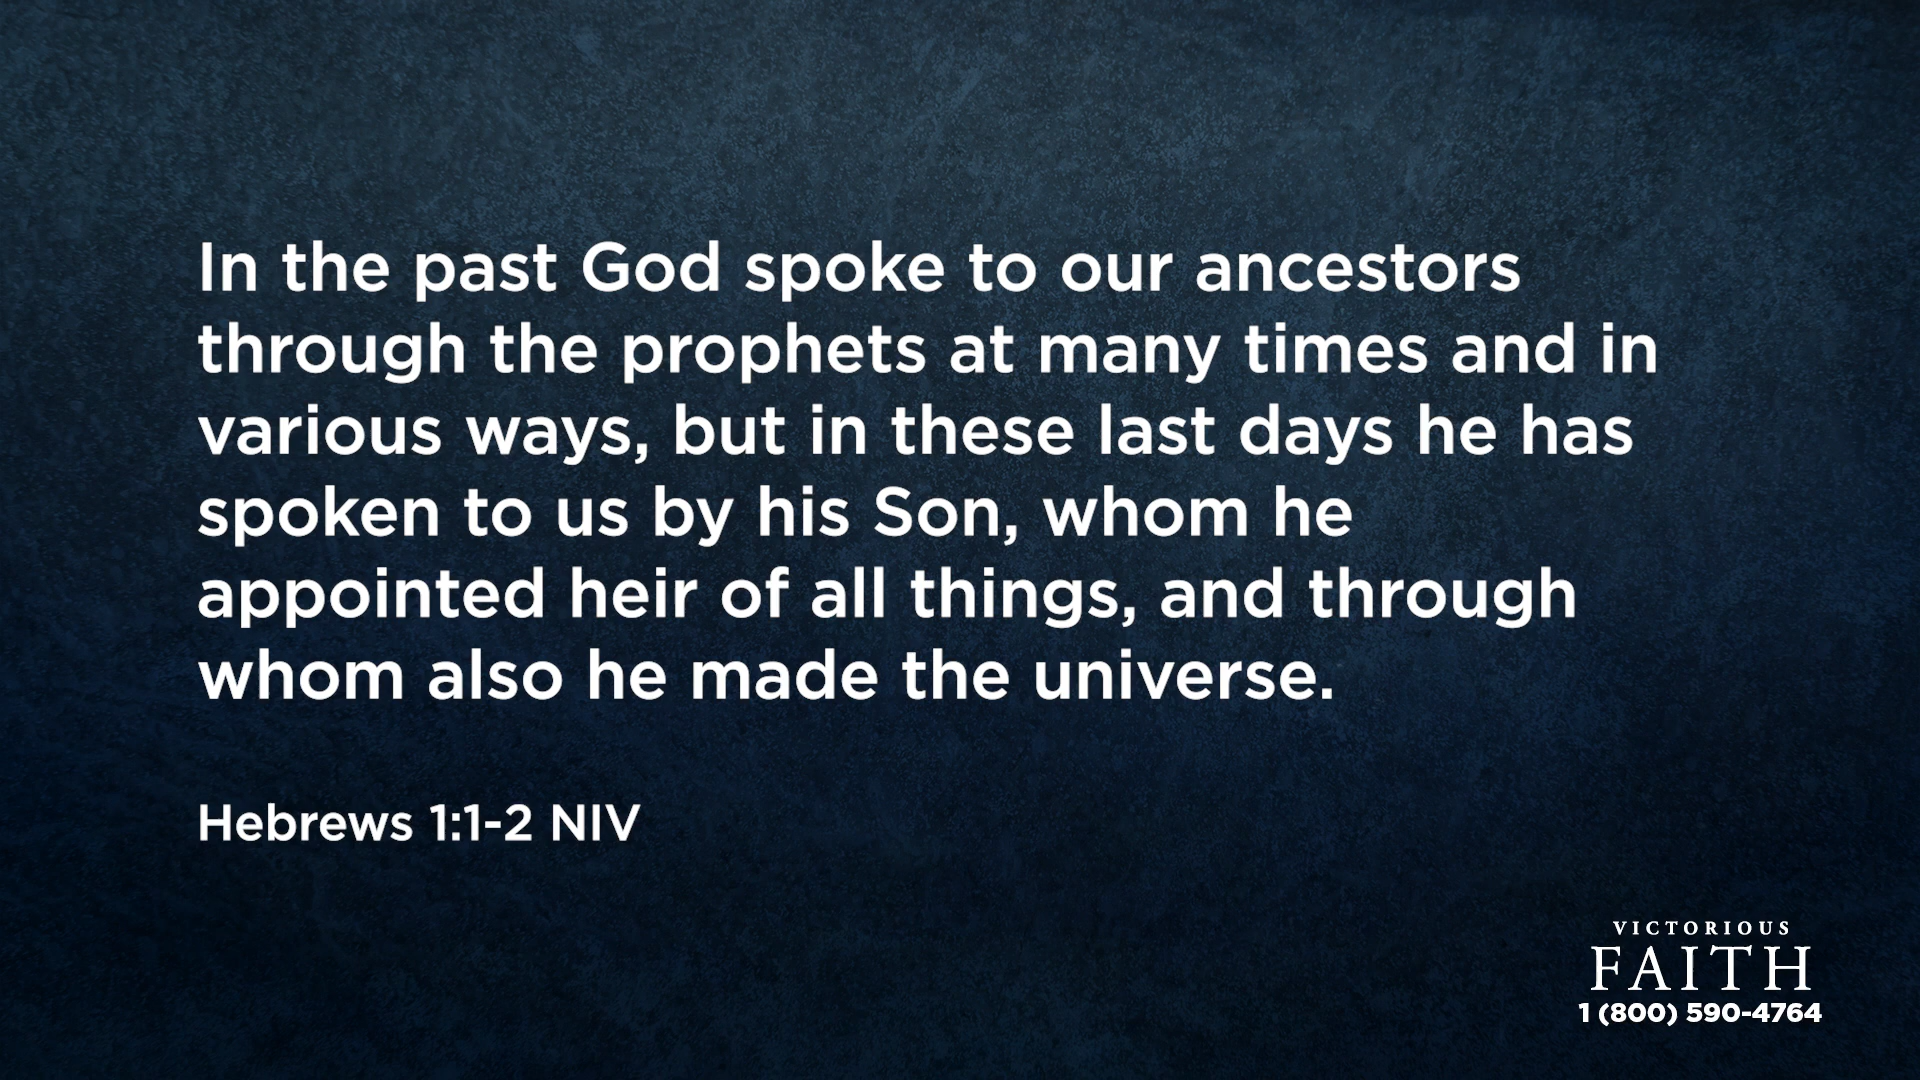 In the past God spoke to our ancestors
through the prophets at many times and in
various ways, but in these last days he has
spoken to us by his Son, whom he
appointed heir of all things, and through
whom also he made the universe.
Hebrews 1:1-2 NIV
VICTORIOUS
FAITH
1 (800) 590-4764